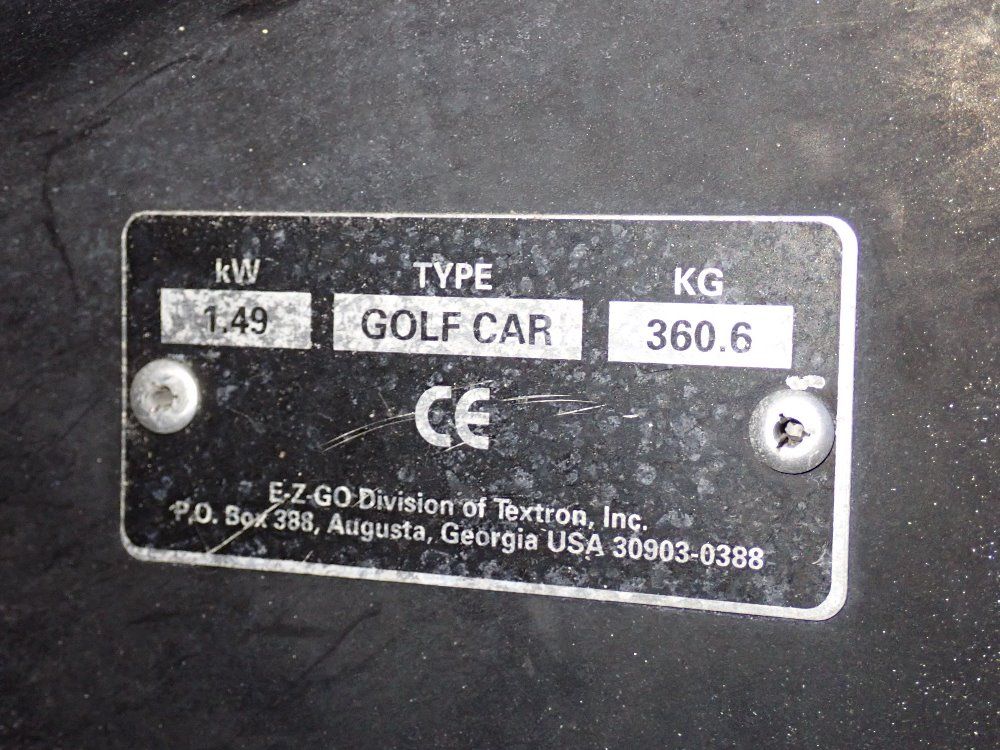 kW TYPE KG
1.49 GOLF CAR 360.6
CE
E-Z-GO Division of Textron, Inc.
P.O. Box 388, Augusta, Georgia USA 30903-0388